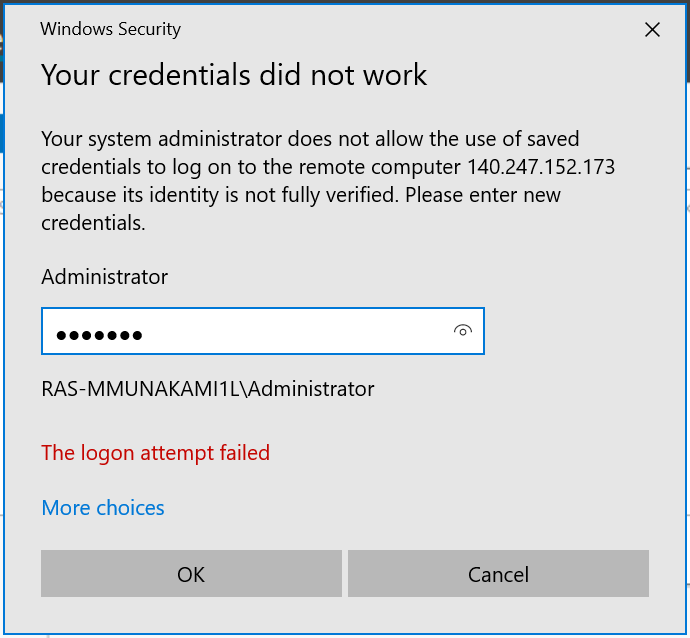 Windows Security
Your credentials did not work
Your system administrator does not allow the use of saved
credentials to log on to the remote computer 140.247.152.173
because its identity is not fully verified. Please enter new
credentials.
Administrator
●●●●●●●
RAS-MMUNAKAMI1L\Administrator
The logon attempt failed
More choices
OK
Cancel